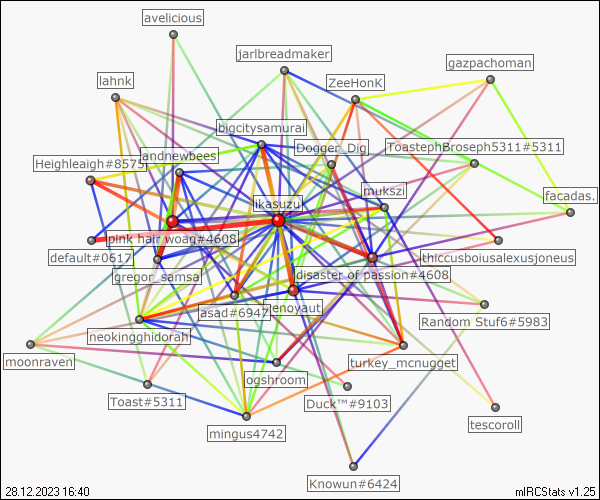 avelicious
jarlbreadmaker
gazpachoman
lahnk
ZeeHonK
bigcitysamurai
Dogger_Dig
ToastephBroseph5311#5311
Heighleaigh#8575
andnewbees
mukszi
facadas.
likasuzu
pink hair woag#4608
default#0617
thiccusboiusalexusjoneus
gregor_samsa
disaster of passion#4608
asad#6947
lenoyaut
Random Stuf6#5983
neokingghidorah
moonraven
turkey_mcnugget
ogshroom
Toast#5311
Duck™#9103
tescoroll
mingus4742
Knowun#6424
28.12.2023 16:40
mIRCStats v1.25